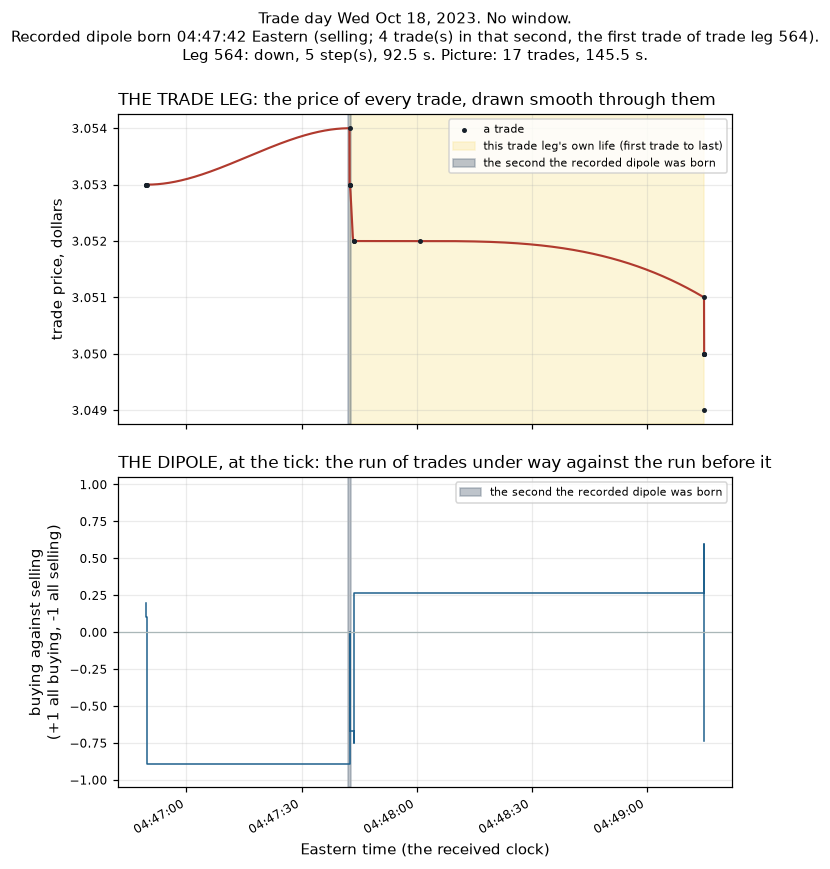 Trade day Wed Oct 18, 2023. No window.
Recorded dipole born 04:47:42 Eastern (selling; 4 trade(s) in that second, the first trade of trade leg 564).
Leg 564: down, 5 step(s), 92.5 s. Picture: 17 trades, 145.5 s.
THE TRADE LEG: the price of every trade, drawn smooth through them
a trade
this trade leg's own life (first trade to last)
the second the recorded dipole was born
trade price, dollars
3.054
3.053
3.052
3.051
3.050
3.049
THE DIPOLE, at the tick: the run of trades under way against the run before it
the second the recorded dipole was born
buying against selling
(+1 all buying, -1 all selling)
1.00
0.75
0.50
0.25
0.00
−0.25
−0.50
−0.75
−1.00
04:47:00
04:47:30
04:48:00
04:48:30
04:49:00
Eastern time (the received clock)